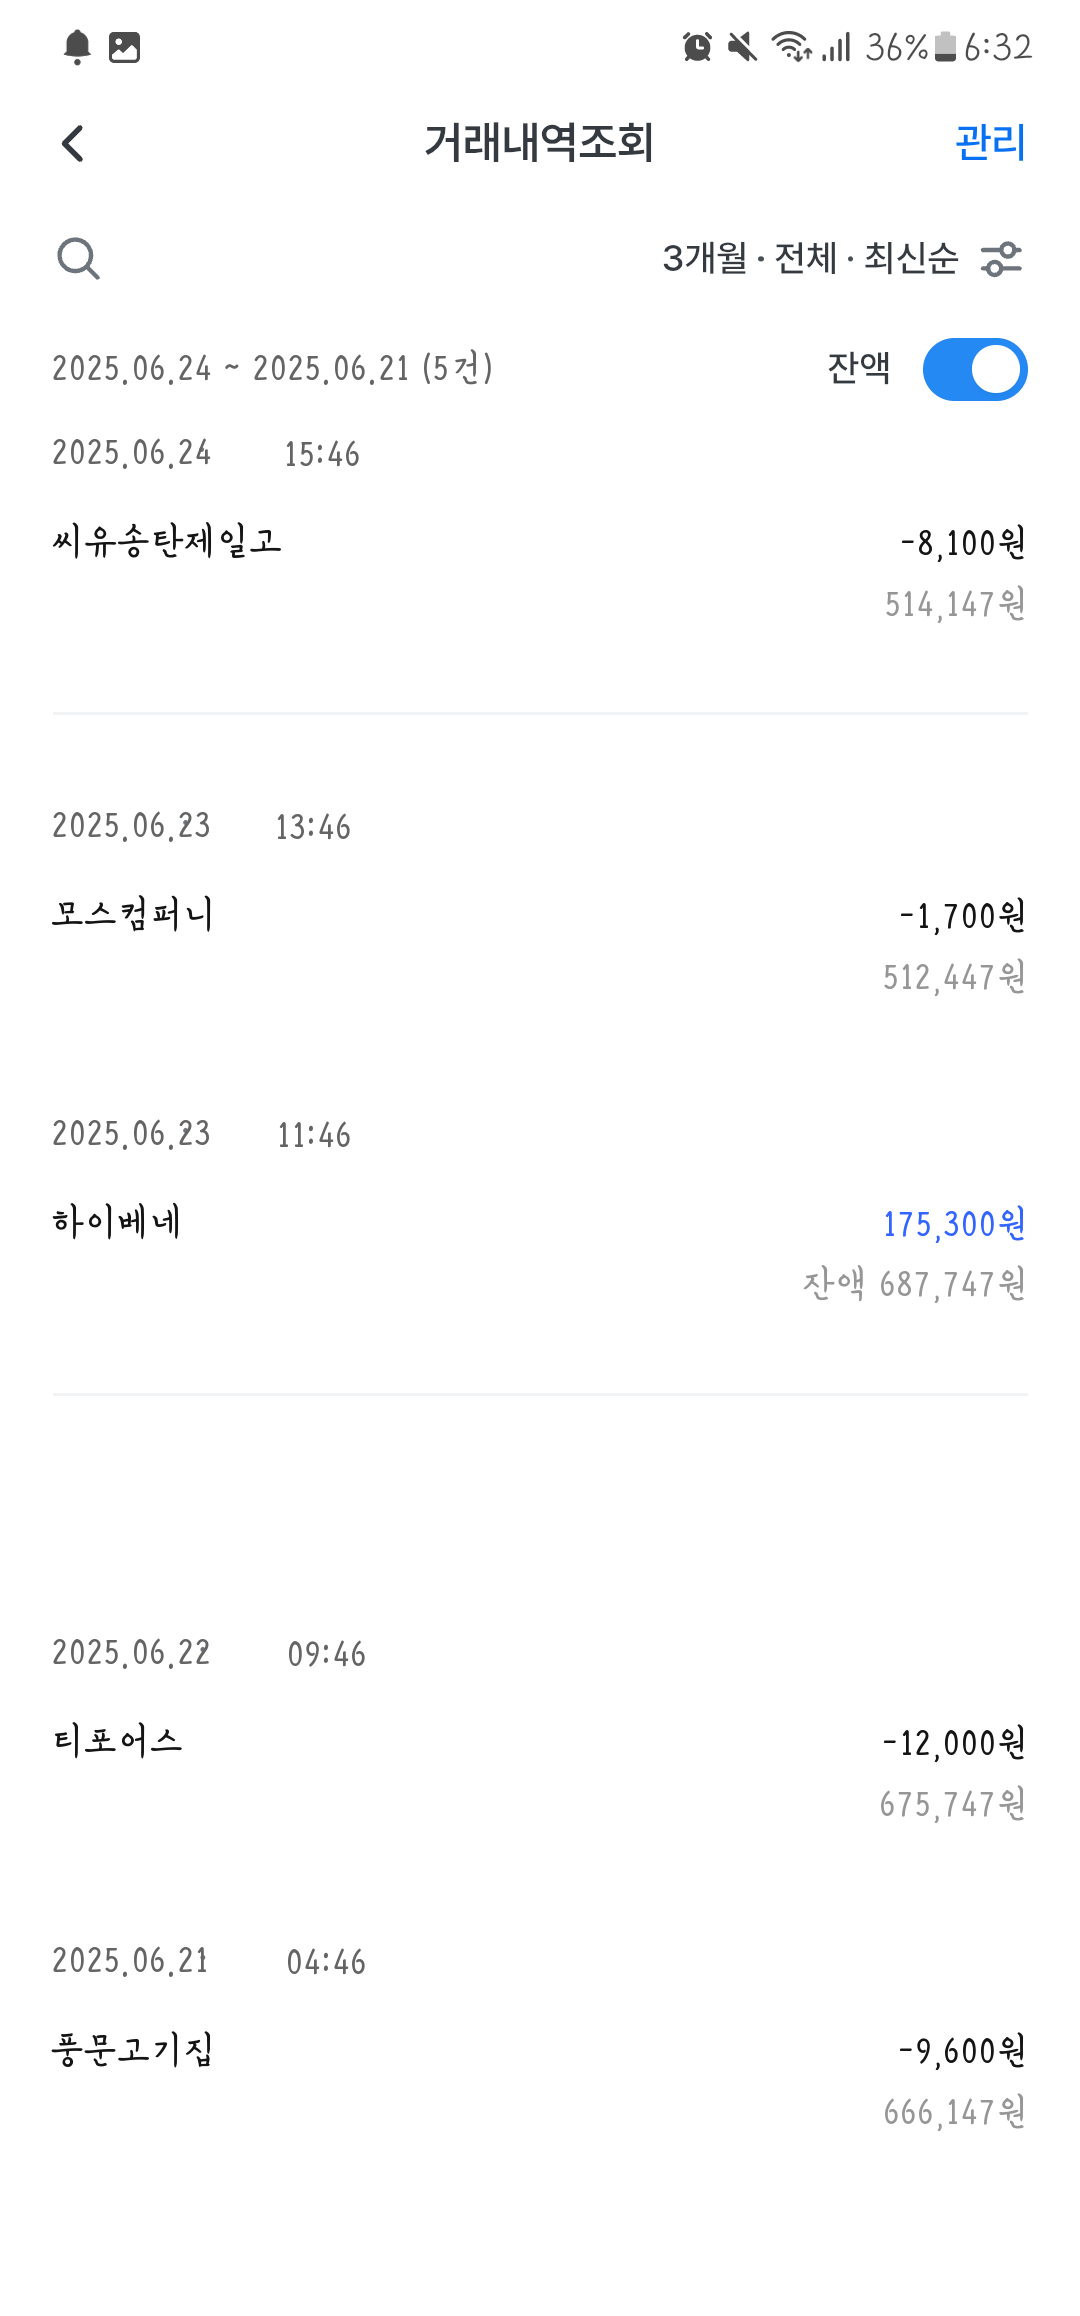 36% 6:32
거래내역조회 관리
3개월 · 전체 · 최신순
2025.06.24 ~ 2025.06.21 (5건) 잔액
2025.06.24 15:46
씨유송탄제일고 -8,100원
514,147원
2025.06.23 13:46
모스컴퍼니 -1,700원
512,447원
2025.06.23 11:46
하이베네 175,300원
잔액 687,747원
2025.06.22 09:46
티포어스 -12,000원
675,747원
2025.06.21 04:46
풍문고기집 -9,600원
666,147원